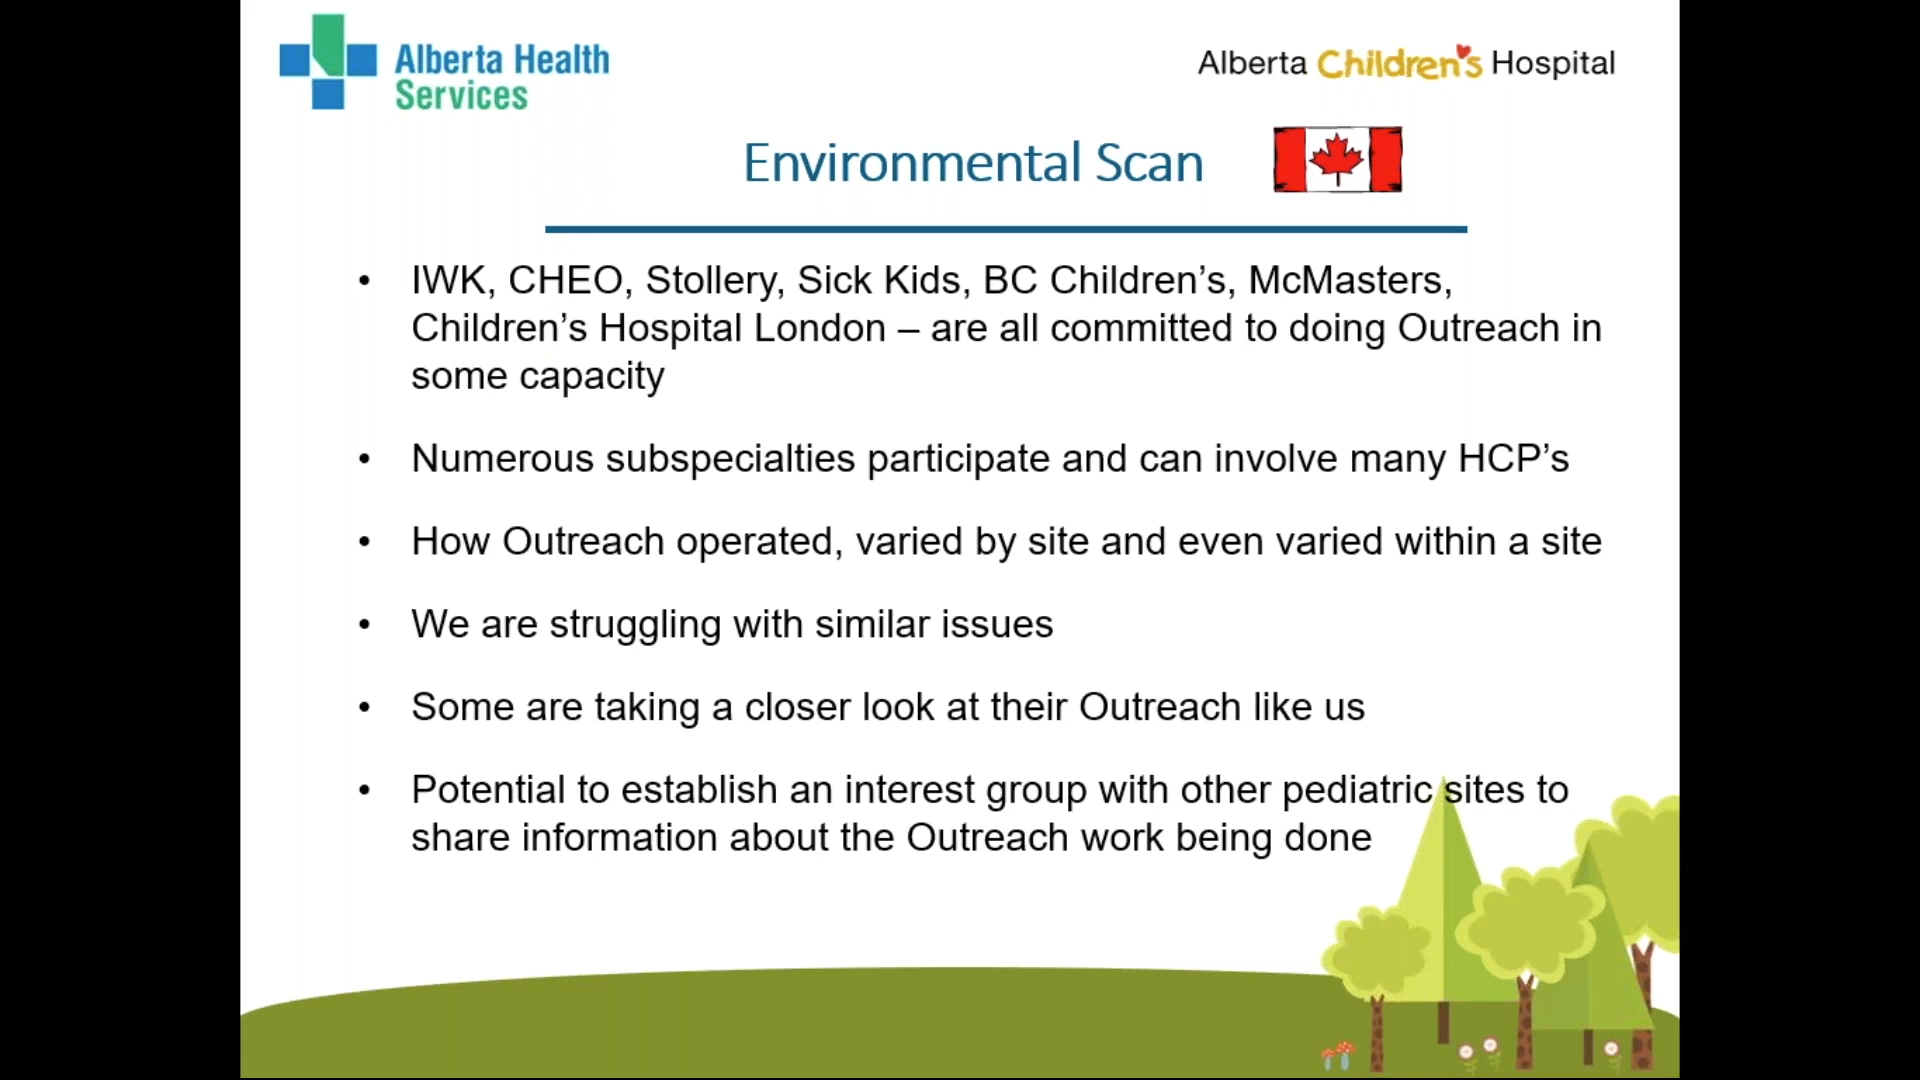 Alberta Health
Services
Alberta Children's Hospital
Environmental Scan
• IWK, CHEO, Stollery, Sick Kids, BC Children’s, McMasters,
Children’s Hospital London – are all committed to doing Outreach in
some capacity
• Numerous subspecialties participate and can involve many HCP’s
• How Outreach operated, varied by site and even varied within a site
• We are struggling with similar issues
• Some are taking a closer look at their Outreach like us
• Potential to establish an interest group with other pediatric sites to
share information about the Outreach work being done